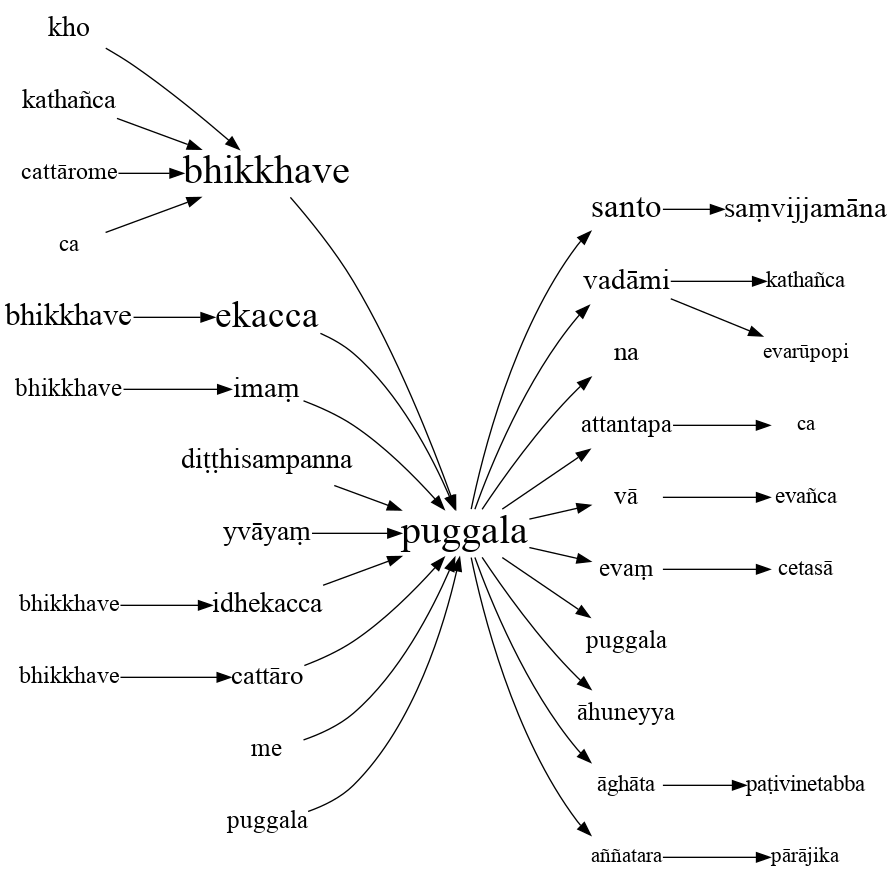 kho
kathañca
bhikkhave
cattārome
ca
santo saṃvijjamāna
vadāmi kathañca
bhikkhave ekacca
na evarūpopi
bhikkhave imaṃ
attantapa ca
diṭṭhisampanna
vā evañca
yvāyaṃ puggala
evaṃ cetasā
bhikkhave idhekacca
puggala
bhikkhave cattāro
āhuneyya
me
āghāta paṭivinetabba
puggala
aññatara pārājika